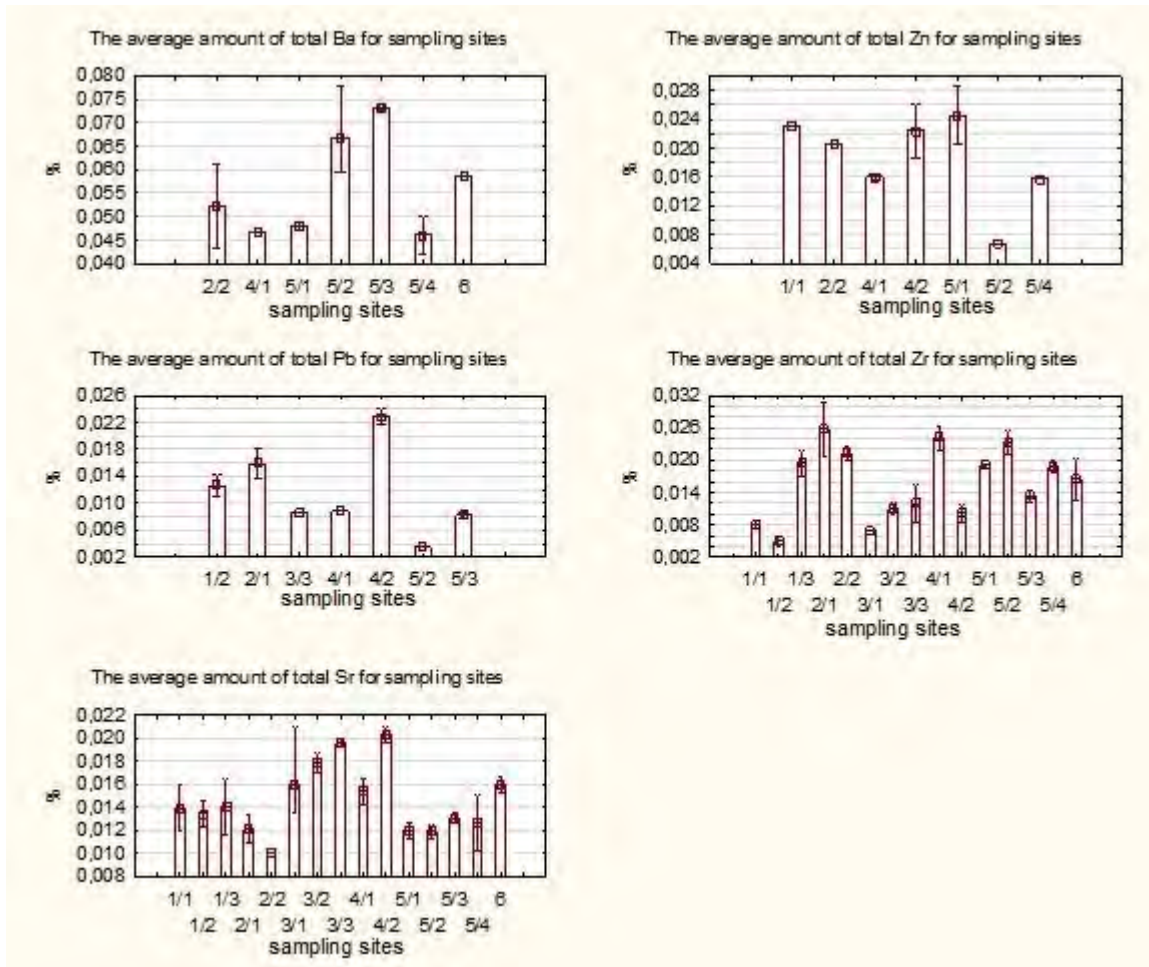 The average amount of total Ba for sampling sites
0,080
0,075
0,070
0,065
0,060
0,055
0,050
0,045
0,040
%
2/2 4/1 5/1 5/2 5/3 5/4 6
sampling sites
The average amount of total Zn for sampling sites
0,028
0,024
0,020
0,016
0,012
0,008
0,004
%
1/1 2/2 4/1 4/2 5/1 5/2 5/4
sampling sites
The average amount of total Pb for sampling sites
0,026
0,022
0,018
0,014
0,010
0,006
0,002
%
1/2 2/1 3/3 4/1 4/2 5/2 5/3
sampling sites
The average amount of total Zr for sampling sites
0,032
0,026
0,020
0,014
0,008
0,002
%
1/1 1/3 2/2 3/2 4/1 5/1 5/3 6
1/2 2/1 3/1 3/3 4/2 5/2 5/4
sampling sites
The average amount of total Sr for sampling sites
0,022
0,020
0,018
0,016
0,014
0,012
0,010
0,008
%
1/1 1/3 2/2 3/2 4/1 5/1 5/3 6
1/2 2/1 3/1 3/3 4/2 5/2 5/4
sampling sites